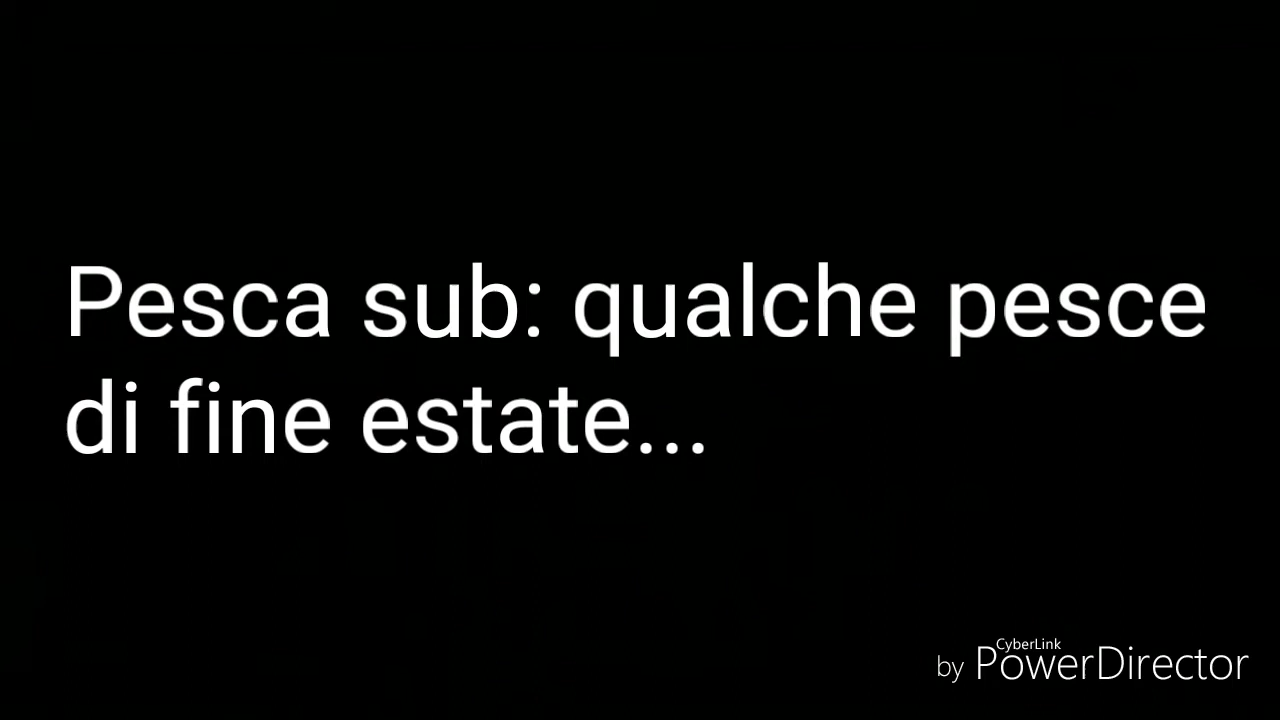 Pesca sub: qualche pesce
di fine estate...
CyberLink
by PowerDirector